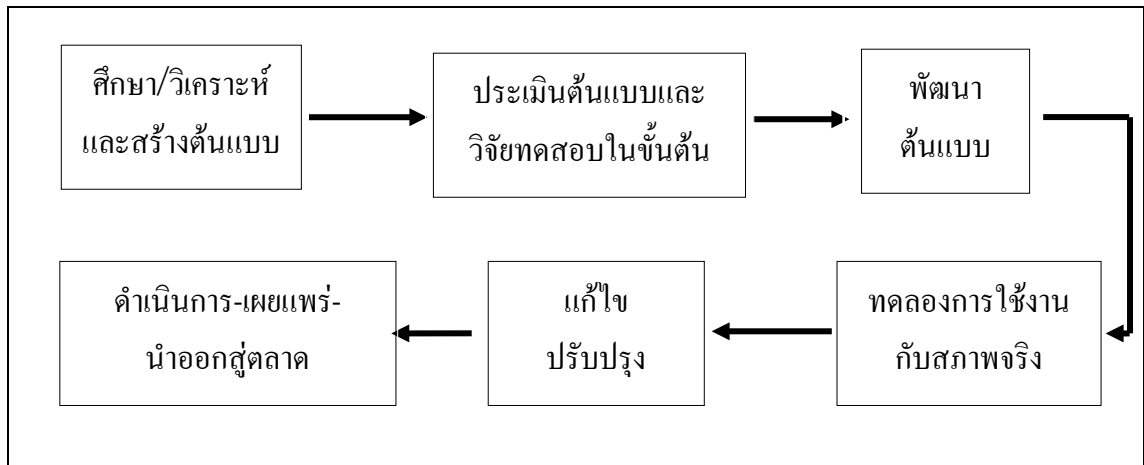 ศึกษา/วิเคราะห์
และสร้างต้นแบบ
ประเมินต้นแบบและ
วิจัยทดสอบในขั้นต้น
พัฒนา
ต้นแบบ
ทดลองการใช้งาน
กับสภาพจริง
แก้ไข
ปรับปรุง
ดำเนินการ-เผยแพร่-
นำออกสู่ตลาด